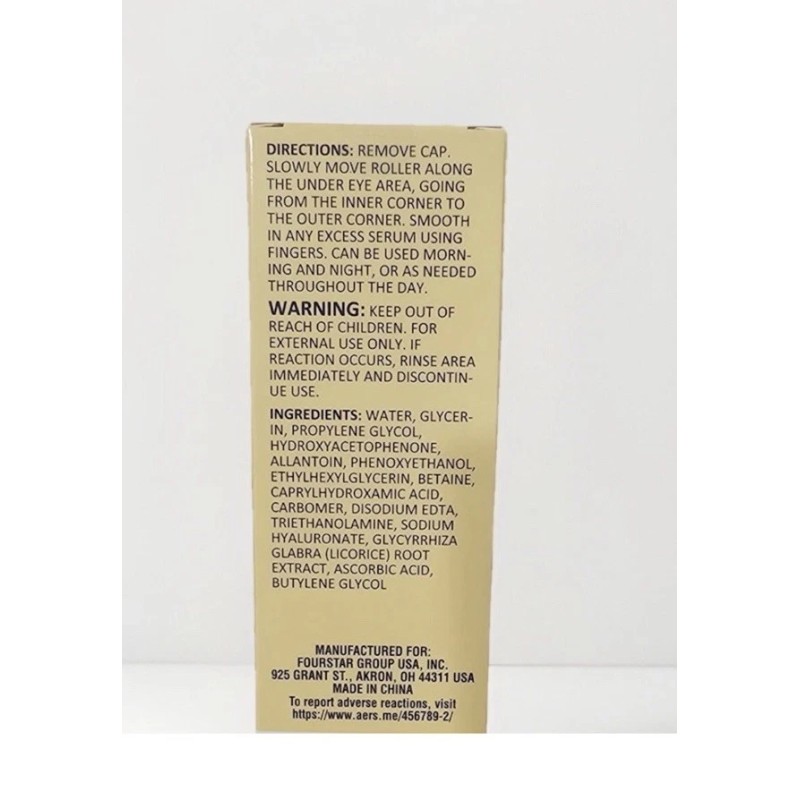 DIRECTIONS: REMOVE CAP.
SLOWLY MOVE ROLLER ALONG
THE UNDER EYE AREA, GOING
FROM THE INNER CORNER TO
THE OUTER CORNER. SMOOTH
IN ANY EXCESS SERUM USING
FINGERS. CAN BE USED MORN-
ING AND NIGHT, OR AS NEEDED
THROUGHOUT THE DAY.
WARNING: KEEP OUT OF
REACH OF CHILDREN. FOR
EXTERNAL USE ONLY. IF
REACTION OCCURS, RINSE AREA
IMMEDIATELY AND DISCONTIN-
UE USE.
INGREDIENTS: WATER, GLYCER-
IN, PROPYLENE GLYCOL,
HYDROXYACETOPHENONE,
ALLANTOIN, PHENOXYETHANOL,
ETHYLHEXYLGLYCERIN, BETAINE,
CAPRYLHYDROXAMIC ACID,
CARBOMER, DISODIUM EDTA,
TRIETHANOLAMINE, SODIUM
HYALURONATE, GLYCYRRHIZA
GLABRA (LICORICE) ROOT
EXTRACT, ASCORBIC ACID,
BUTYLENE GLYCOL
MANUFACTURED FOR:
FOURSTAR GROUP USA, INC.
925 GRANT ST., AKRON, OH 44311 USA
MADE IN CHINA
To report adverse reactions, visit
https://www.aers.me/456789-2/